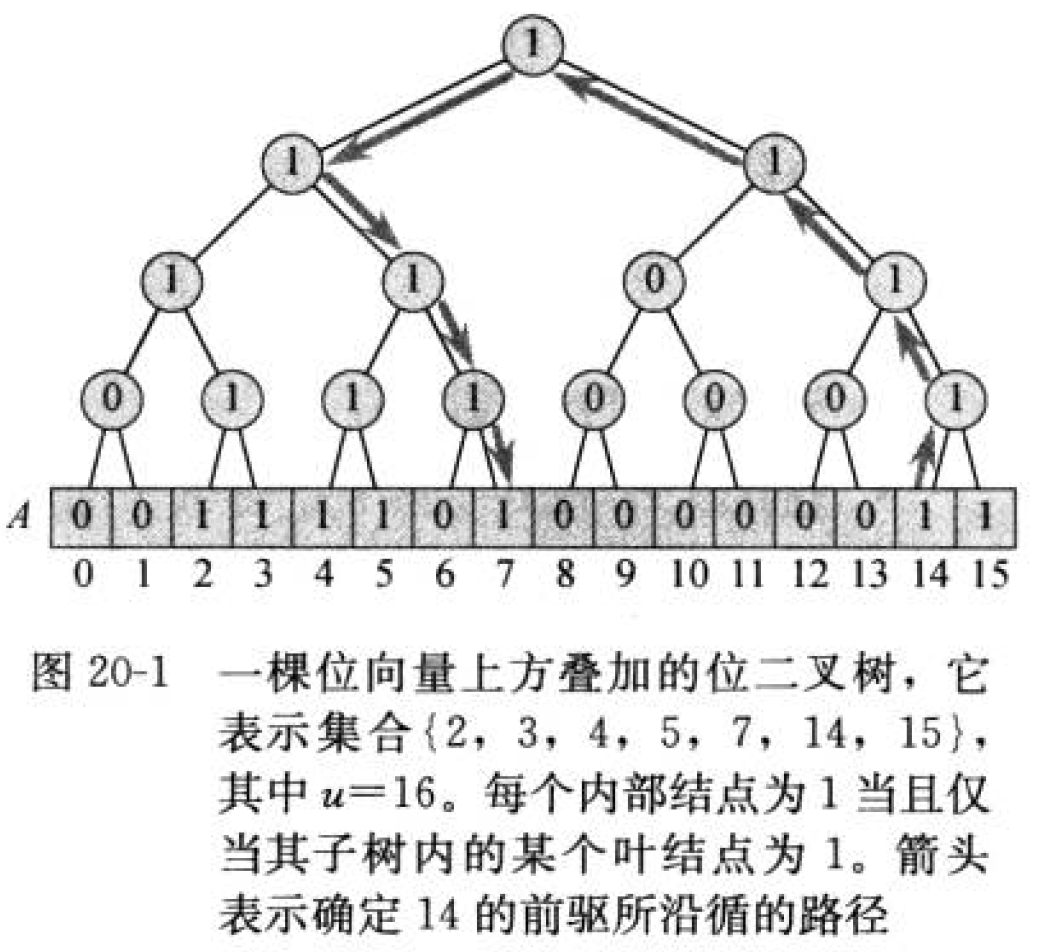 1
1 1
1 1 0 1
0 1 1 1 0 0 0 1
A 0 0 1 1 1 1 0 1 0 0 0 0 0 0 1 1
0 1 2 3 4 5 6 7 8 9 10 11 12 13 14 15
图 20-1 一棵位向量上方叠加的位二叉树，它
表示集合{2，3，4，5，7，14，15}，
其中 u=16。每个内部结点为 1 当且仅
当其子树内的某个叶结点为 1。箭头
表示确定 14 的前驱所沿循的路径